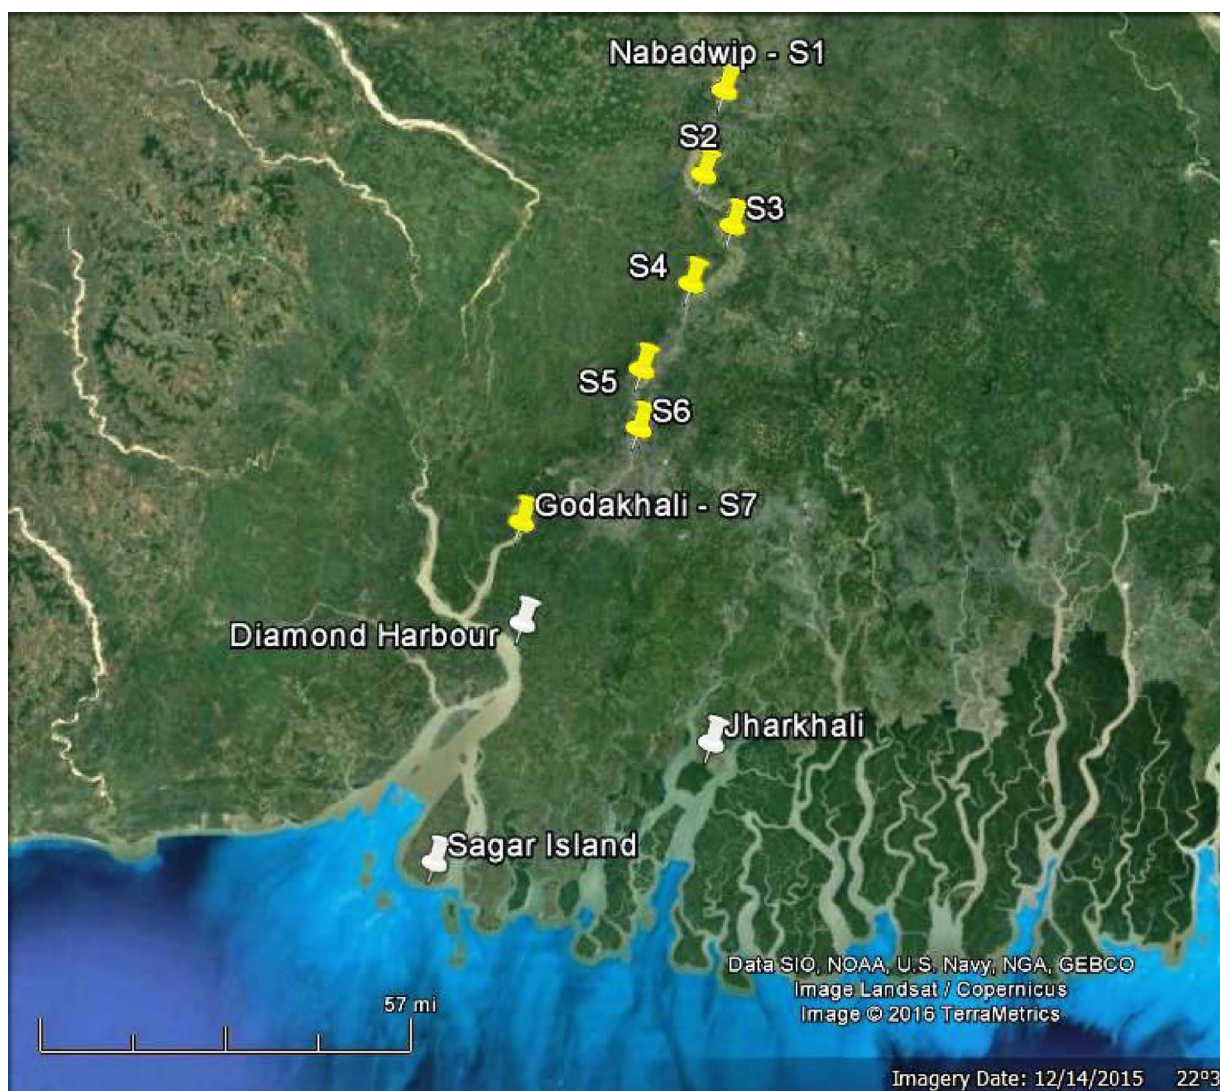 Nabadwip - S1
S2
S3
S4
S5
S6
Godakhali - S7
Diamond Harbour
Jharkhali
Sagar Island
Data SIO, NOAA, U.S. Navy, NGA, GEBCO
Image Landsat / Copernicus
57 mi
Image © 2016 TerraMetrics
Imagery Date: 12/14/2015 22º3